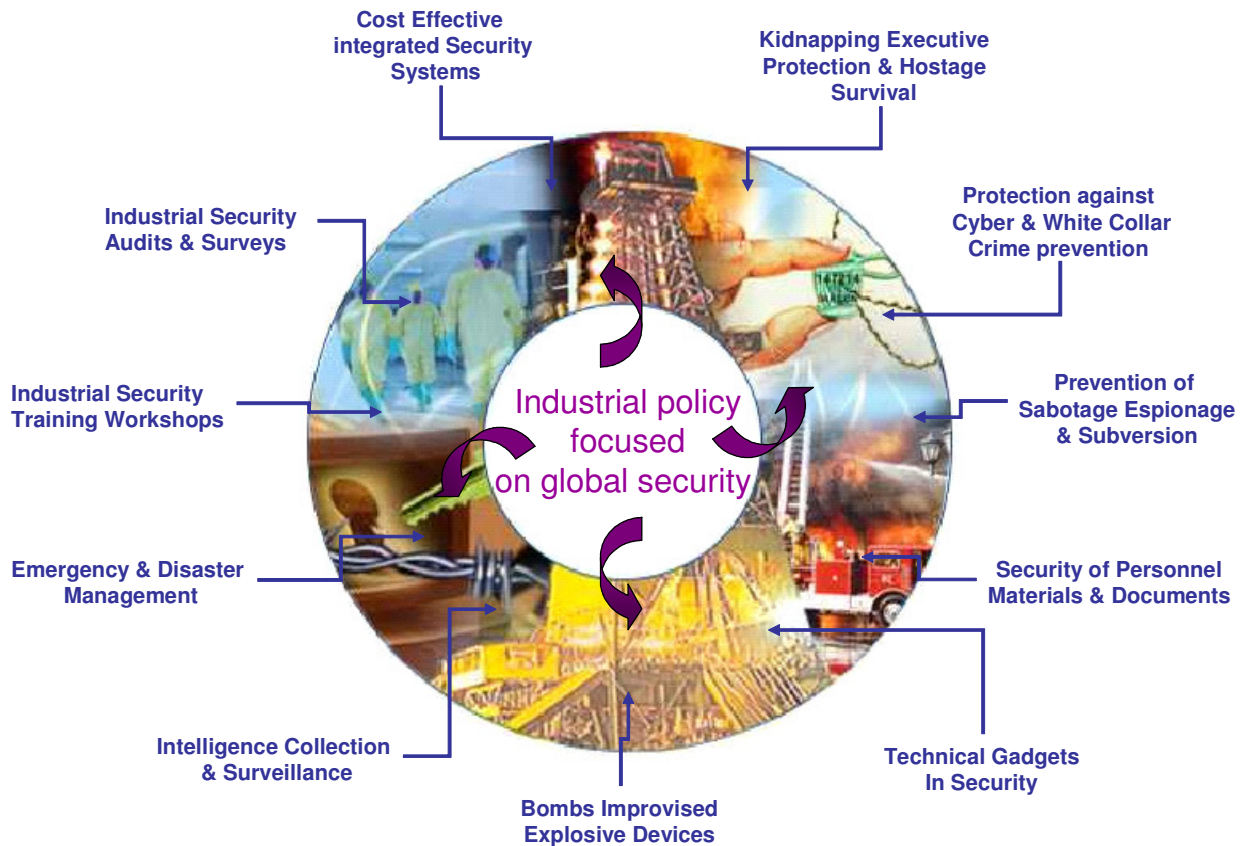 Cost Effective
integrated Security
Systems
Kidnapping Executive
Protection & Hostage
Survival
Protection against
Cyber & White Collar
Crime prevention
Prevention of
Sabotage Espionage
& Subversion
Security of Personnel
Materials & Documents
Technical Gadgets
In Security
Bombs Improvised
Explosive Devices
Intelligence Collection
& Surveillance
Emergency & Disaster
Management
Industrial Security
Training Workshops
Industrial Security
Audits & Surveys
Industrial policy
focused
on global security